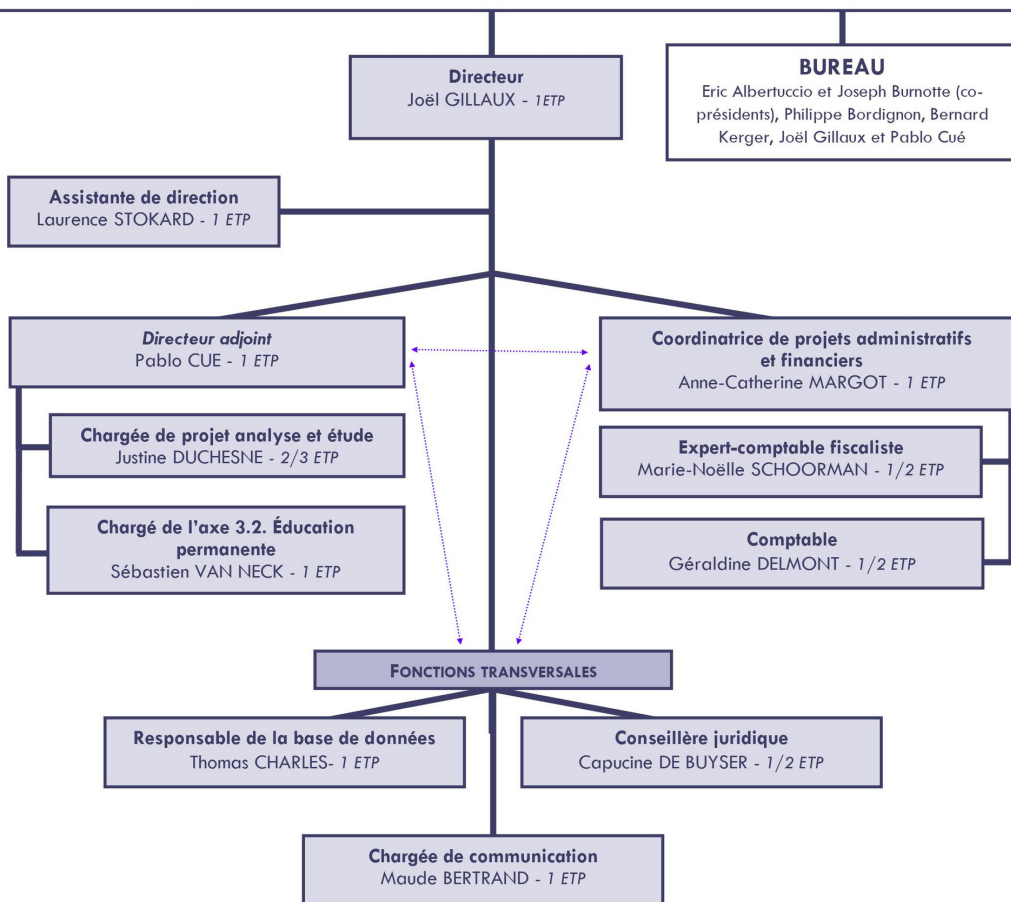 Directeur
Joël GILLAUX - 1ETP
BUREAU
Eric Albertuccio et Joseph Burnotte (co-
présidents), Philippe Bordignon, Bernard
Kerger, Joël Gillaux et Pablo Cué
Assistante de direction
Laurence STOKARD - 1 ETP
Directeur adjoint
Pablo CUE - 1 ETP
Coordinatrice de projets administratifs
et financiers
Anne-Catherine MARGOT - 1 ETP
Chargée de projet analyse et étude
Justine DUCHESNE - 2/3 ETP
Expert-comptable fiscaliste
Marie-Noëlle SCHOORMAN - 1/2 ETP
Chargé de l'axe 3.2. Éducation
permanente
Sébastien VAN NECK - 1 ETP
Comptable
Géraldine DELMONT - 1/2 ETP
FONCTIONS TRANSVERSALES
Responsable de la base de données
Thomas CHARLES- 1 ETP
Conseillère juridique
Capucine DE BUYSER - 1/2 ETP
Chargée de communication
Maude BERTRAND - 1 ETP